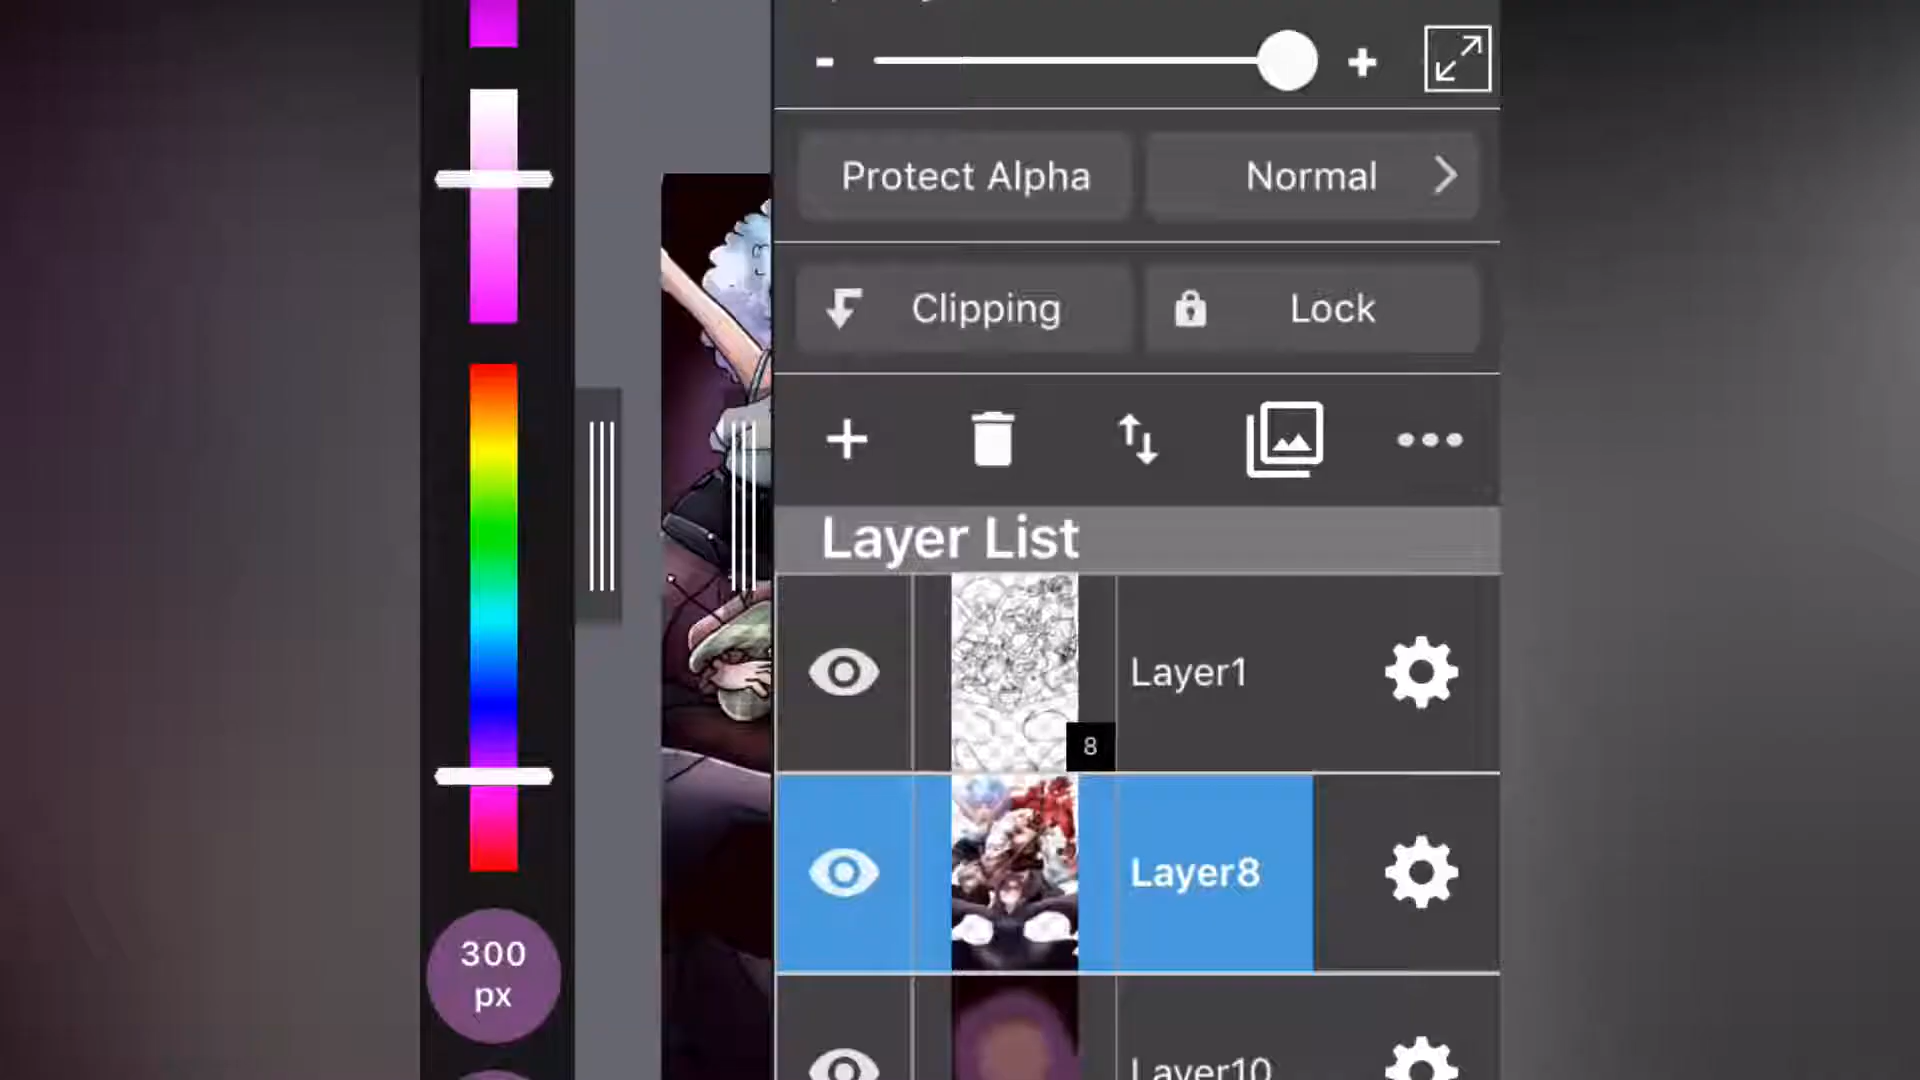 Protect Alpha
Normal
Clipping
Lock
Layer List
Layer1
8
Layer8
300
px
Layer10